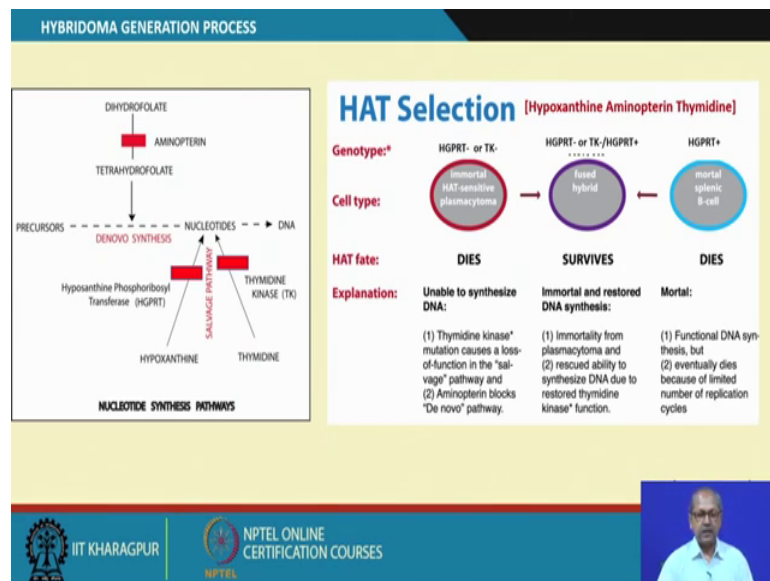 HYBRIDOMA GENERATION PROCESS
DIHYDROFOLATE
AMINOPTERIN
TETRAHYDROFOLATE
PRECURSORS
NUCLEOTIDES
DNA
DENOVO SYNTHESIS
SALVAGE PATHWAY
Hyposanthine Phosphoribosyl
Transferase (HGPRT)
THYMIDINE
KINASE (TK)
HYPOXANTHINE
THYMIDINE
NUCLEOTIDE SYNTHESIS PATHWAYS
HAT Selection [Hypoxanthine Aminopterin Thymidine]
Genotype:* HGPRT- or TK- HGPRT- or TK-/HGPRT+ HGPRT+
Cell type:
immortal
HAT-sensitive
plasmacytoma
fused
hybrid
mortal
splenic
B-cell
HAT fate: DIES SURVIVES DIES
Explanation:
Unable to synthesize
DNA:
(1) Thymidine kinase*
mutation causes a loss-
of-function in the "sal-
vage" pathway and
(2) Aminopterin blocks
"De novo" pathway.
Immortal and restored
DNA synthesis:
(1) Immortality from
plasmacytoma and
(2) rescued ability to
synthesize DNA due to
restored thymidine
kinase* function.
Mortal:
(1) Functional DNA syn-
thesis, but
(2) eventually dies
because of limited
number of replication
cycles
IIT KHARAGPUR
NPTEL
NPTEL ONLINE
CERTIFICATION COURSES